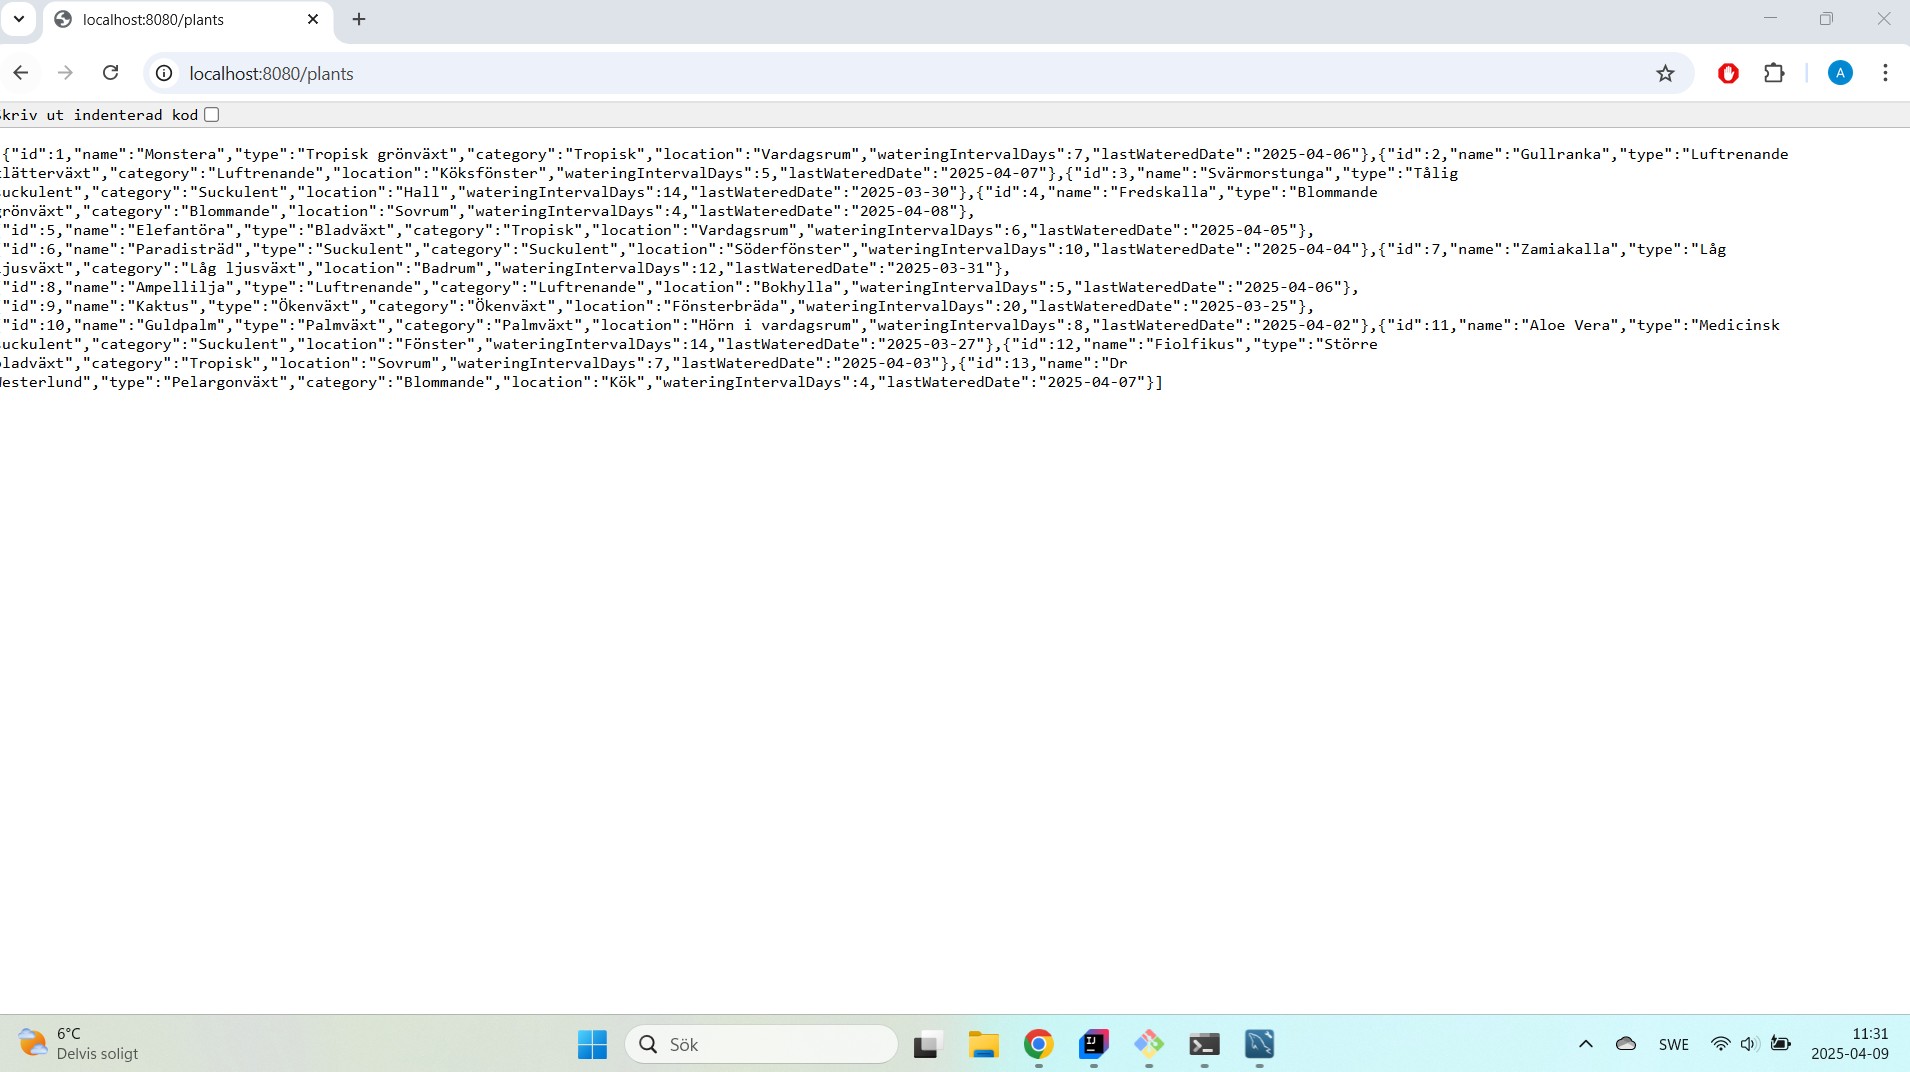 localhost:8080/plants
localhost:8080/plants
A
kriv ut indenterad kod
{"id":1,"name":"Monstera","type":"Tropisk grönväxt","category":"Tropisk","location":"Vardagsrum","wateringIntervalDays":7,"lastWateredDate":"2025-04-06"},{"id":2,"name":"Gullranka","type":"Luftrenande
lätterväxt","category":"Luftrenande","location":"Köksfönster","wateringIntervalDays":5,"lastWateredDate":"2025-04-07"},{"id":3,"name":"Svärmorstunga","type":"Tålig
uckulent","category":"Suckulent","location":"Hall","wateringIntervalDays":14,"lastWateredDate":"2025-03-30"},{"id":4,"name":"Fredskalla","type":"Blommande
rönväxt","category":"Blommande","location":"Sovrum","wateringIntervalDays":4,"lastWateredDate":"2025-04-08"},
"id":5,"name":"Elefantöra","type":"Bladväxt","category":"Tropisk","location":"Vardagsrum","wateringIntervalDays":6,"lastWateredDate":"2025-04-05"},
"id":6,"name":"Paradisträd","type":"Suckulent","category":"Suckulent","location":"Söderfönster","wateringIntervalDays":10,"lastWateredDate":"2025-04-04"},{"id":7,"name":"Zamiakalla","type":"Låg
jusväxt","category":"Låg ljusväxt","location":"Badrum","wateringIntervalDays":12,"lastWateredDate":"2025-03-31"},
"id":8,"name":"Ampellilja","type":"Luftrenande","category":"Luftrenande","location":"Bokhylla","wateringIntervalDays":5,"lastWateredDate":"2025-04-06"},
"id":9,"name":"Kaktus","type":"Ökenväxt","category":"Ökenväxt","location":"Fönsterbräda","wateringIntervalDays":20,"lastWateredDate":"2025-03-25"},
"id":10,"name":"Guldpalm","type":"Palmväxt","category":"Palmväxt","location":"Hörn i vardagsrum","wateringIntervalDays":8,"lastWateredDate":"2025-04-02"},{"id":11,"name":"Aloe Vera","type":"Medicinsk
uckulent","category":"Suckulent","location":"Fönster","wateringIntervalDays":14,"lastWateredDate":"2025-03-27"},{"id":12,"name":"Fiolfikus","type":"Större
ladväxt","category":"Tropisk","location":"Sovrum","wateringIntervalDays":7,"lastWateredDate":"2025-04-03"},{"id":13,"name":"Dr
esterlund","type":"Pelargonväxt","category":"Blommande","location":"Kök","wateringIntervalDays":4,"lastWateredDate":"2025-04-07"}]
6°C
Delvis soligt
Sök
SWE
11:31
2025-04-09